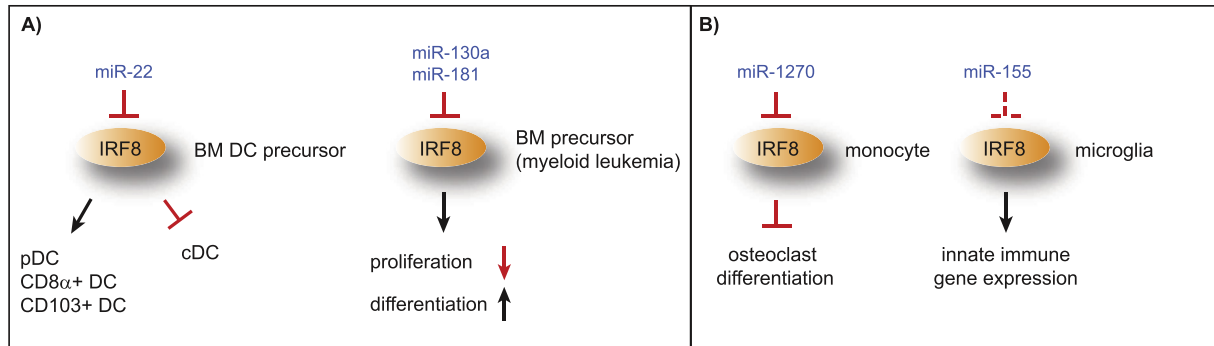 A)
miR-22
IRF8
BM DC precursor
pDC
CD8α+ DC
CD103+ DC
cDC
miR-130a
miR-181
IRF8
BM precursor
(myeloid leukemia)
proliferation
differentiation
B)
miR-1270
IRF8
monocyte
osteoclast
differentiation
miR-155
IRF8
microglia
innate immune
gene expression